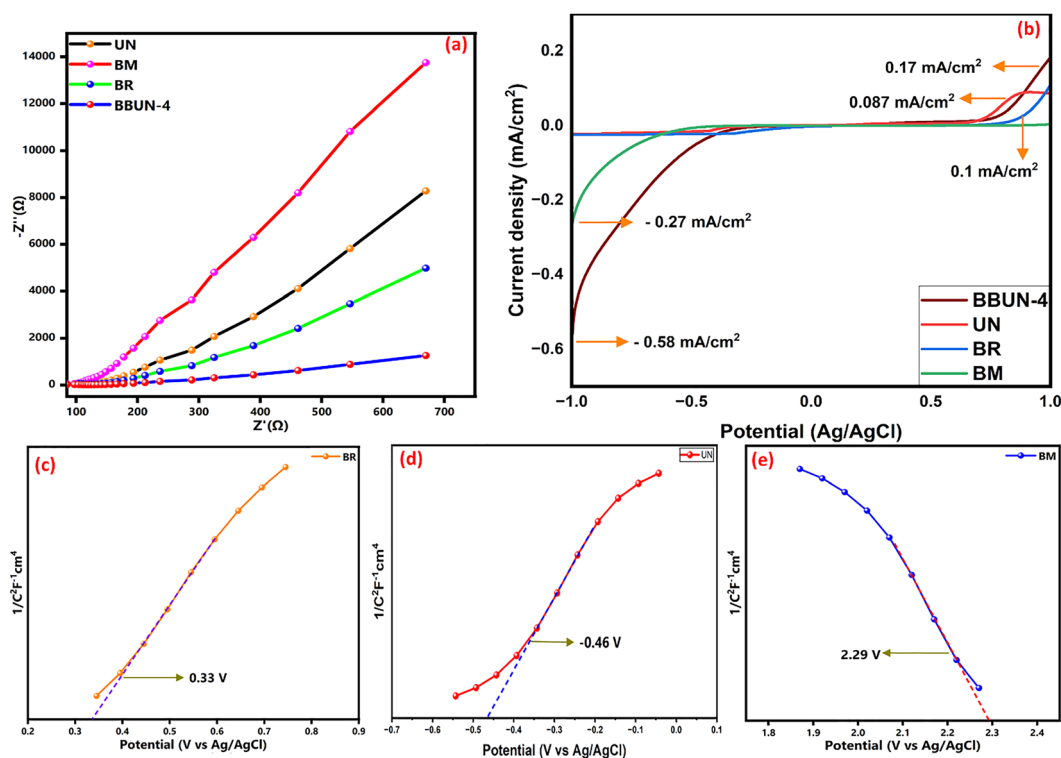 (a)
UN
BM
BR
BBUN-4
14000
12000
10000
8000
6000
4000
2000
0
100 200 300 400 500 600 700
-Z''(Ω)
Z'(Ω)
(b)
0.2
0.0
−0.2
−0.4
−0.6
−1.0 −0.5 0.0 0.5 1.0
Current density (mA/cm²)
Potential (Ag/AgCl)
0.17 mA/cm²
0.087 mA/cm²
0.1 mA/cm²
- 0.27 mA/cm²
- 0.58 mA/cm²
BBUN-4
UN
BR
BM
(c)
BR
0.33 V
1/C²F⁻¹cm⁴
0.2 0.3 0.4 0.5 0.6 0.7 0.8 0.9
Potential (V vs Ag/AgCl)
(d)
UN
-0.46 V
1/C²F⁻¹cm⁴
-0.7 -0.6 -0.5 -0.4 -0.3 -0.2 -0.1 0.0 0.1
Potential (V vs Ag/AgCl)
(e)
BM
2.29 V
1/C²F⁻¹cm⁴
1.8 1.9 2.0 2.1 2.2 2.3 2.4
Potential (V vs Ag/AgCl)